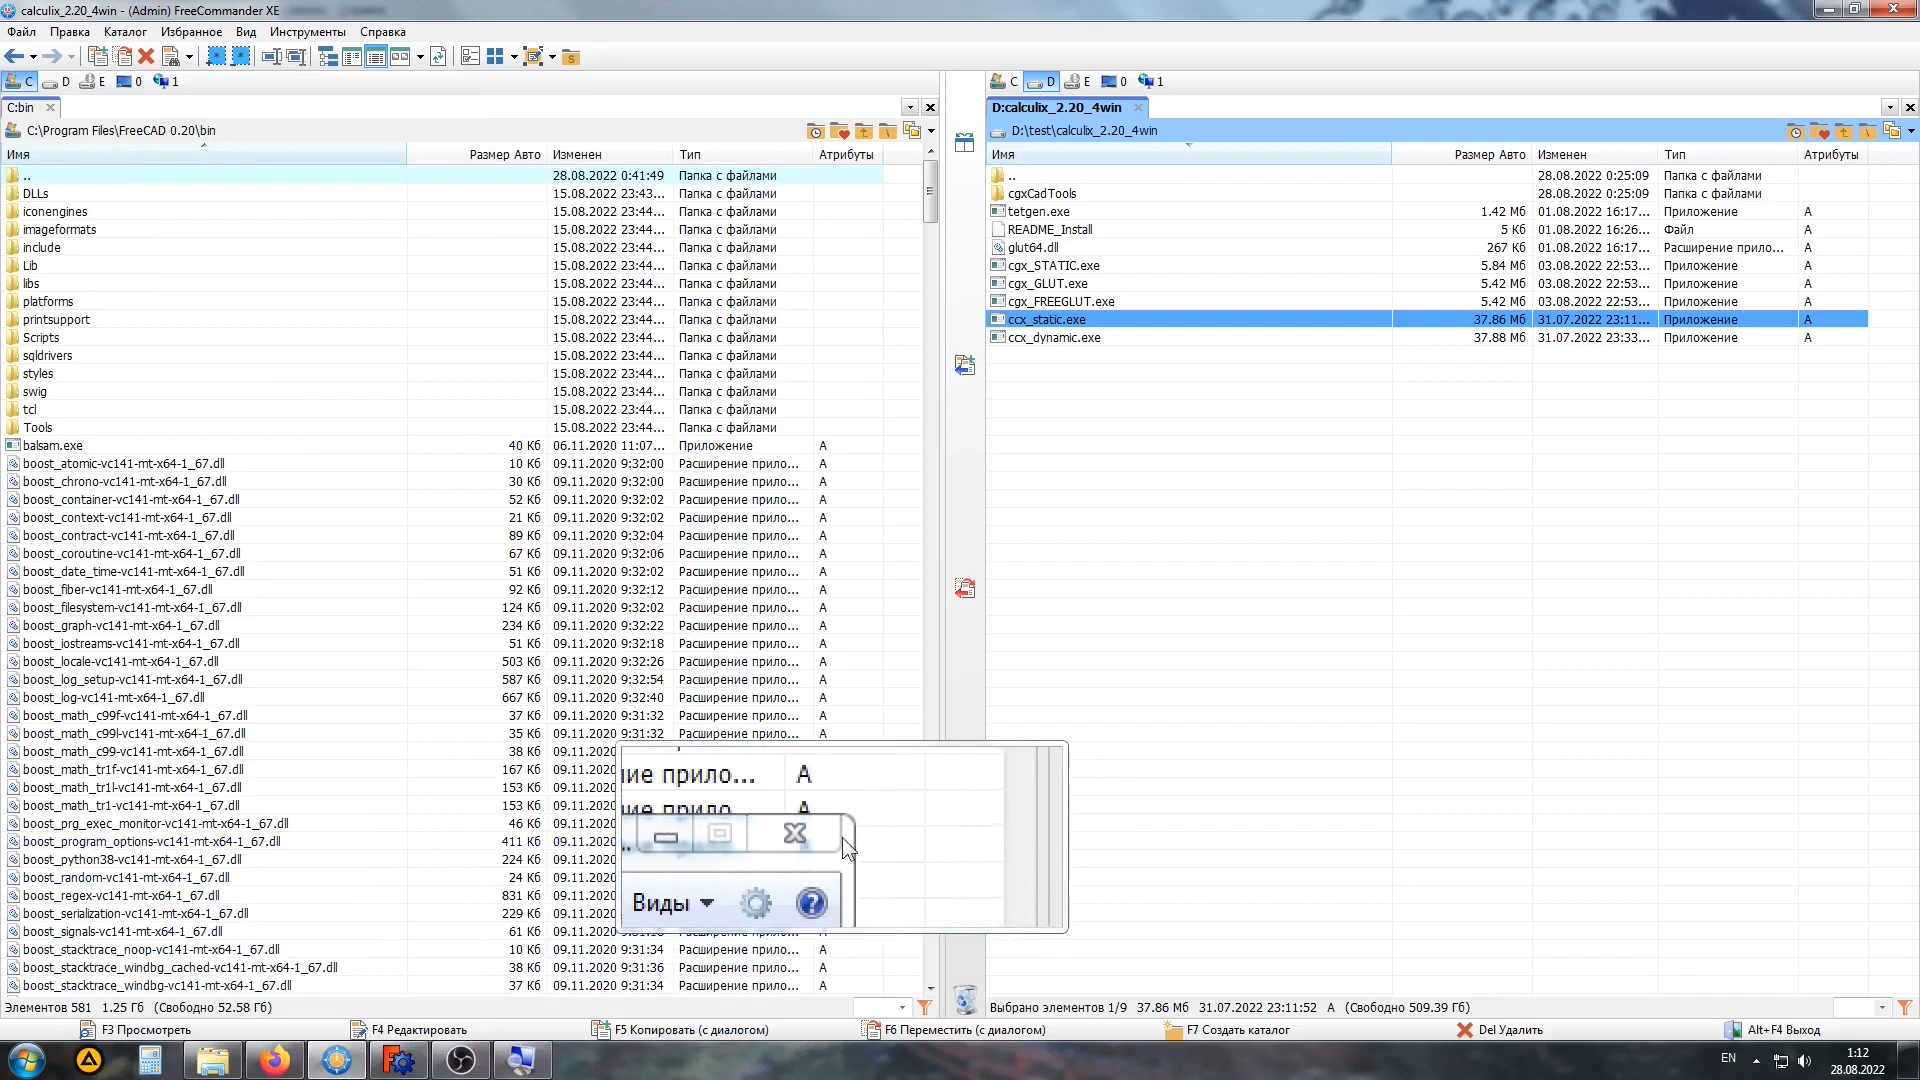 calculix_2.20_4win - (Admin) FreeCommander XE
Файл Правка Каталог Избранное Вид Инструменты Справка
C D E 0 1
C D E 0 1
C:bin
D:calculix_2.20_4win
C:\Program Files\FreeCAD 0.20\bin
D:\test\calculix_2.20_4win
Имя Размер Авто Изменен Тип Атрибуты
.. 28.08.2022 0:41:49 Папка с файлами
DLLs 15.08.2022 23:43... Папка с файлами
iconengines 15.08.2022 23:44... Папка с файлами
imageformats 15.08.2022 23:44... Папка с файлами
include 15.08.2022 23:44... Папка с файлами
Lib 15.08.2022 23:44... Папка с файлами
libs 15.08.2022 23:44... Папка с файлами
platforms 15.08.2022 23:44... Папка с файлами
printsupport 15.08.2022 23:44... Папка с файлами
Scripts 15.08.2022 23:44... Папка с файлами
sqldrivers 15.08.2022 23:44... Папка с файлами
styles 15.08.2022 23:44... Папка с файлами
swig 15.08.2022 23:44... Папка с файлами
tcl 15.08.2022 23:44... Папка с файлами
Tools 15.08.2022 23:44... Папка с файлами
balsam.exe 40 Кб 06.11.2020 11:07... Приложение A
boost_atomic-vc141-mt-x64-1_67.dll 10 Кб 09.11.2020 9:32:00 Расширение прило... A
boost_chrono-vc141-mt-x64-1_67.dll 30 Кб 09.11.2020 9:32:00 Расширение прило... A
boost_container-vc141-mt-x64-1_67.dll 52 Кб 09.11.2020 9:32:02 Расширение прило... A
boost_context-vc141-mt-x64-1_67.dll 21 Кб 09.11.2020 9:32:02 Расширение прило... A
boost_contract-vc141-mt-x64-1_67.dll 89 Кб 09.11.2020 9:32:04 Расширение прило... A
boost_coroutine-vc141-mt-x64-1_67.dll 67 Кб 09.11.2020 9:32:06 Расширение прило... A
boost_date_time-vc141-mt-x64-1_67.dll 51 Кб 09.11.2020 9:32:02 Расширение прило... A
boost_fiber-vc141-mt-x64-1_67.dll 92 Кб 09.11.2020 9:32:12 Расширение прило... A
boost_filesystem-vc141-mt-x64-1_67.dll 124 Кб 09.11.2020 9:32:02 Расширение прило... A
boost_graph-vc141-mt-x64-1_67.dll 234 Кб 09.11.2020 9:32:22 Расширение прило... A
boost_iostreams-vc141-mt-x64-1_67.dll 51 Кб 09.11.2020 9:32:18 Расширение прило... A
boost_locale-vc141-mt-x64-1_67.dll 503 Кб 09.11.2020 9:32:26 Расширение прило... A
boost_log_setup-vc141-mt-x64-1_67.dll 587 Кб 09.11.2020 9:32:54 Расширение прило... A
boost_log-vc141-mt-x64-1_67.dll 667 Кб 09.11.2020 9:32:40 Расширение прило... A
boost_math_c99f-vc141-mt-x64-1_67.dll 37 Кб 09.11.2020 9:31:32 Расширение прило... A
boost_math_c99l-vc141-mt-x64-1_67.dll 35 Кб 09.11.2020 9:31:32 Расширение прило... A
boost_math_c99-vc141-mt-x64-1_67.dll 38 Кб 09.11.2020
boost_math_tr1f-vc141-mt-x64-1_67.dll 167 Кб 09.11.2020
boost_math_tr1l-vc141-mt-x64-1_67.dll 153 Кб 09.11.2020
boost_math_tr1-vc141-mt-x64-1_67.dll 153 Кб 09.11.2020
boost_prg_exec_monitor-vc141-mt-x64-1_67.dll 46 Кб 09.11.2020
boost_program_options-vc141-mt-x64-1_67.dll 411 Кб 09.11.2020
boost_python38-vc141-mt-x64-1_67.dll 224 Кб 09.11.2020
boost_random-vc141-mt-x64-1_67.dll 24 Кб 09.11.2020
boost_regex-vc141-mt-x64-1_67.dll 831 Кб 09.11.2020
boost_serialization-vc141-mt-x64-1_67.dll 229 Кб 09.11.2020
boost_signals-vc141-mt-x64-1_67.dll 61 Кб 09.11.2020
boost_stacktrace_noop-vc141-mt-x64-1_67.dll 10 Кб 09.11.2020 9:31:34 Расширение прило... A
boost_stacktrace_windbg_cached-vc141-mt-x64-1_67.dll 38 Кб 09.11.2020 9:31:36 Расширение прило... A
boost_stacktrace_windbg-vc141-mt-x64-1_67.dll 37 Кб 09.11.2020 9:31:34 Расширение прило... A
ние прило... A
ние прило A
Виды
Имя Размер Авто Изменен Тип Атрибуты
.. 28.08.2022 0:25:09 Папка с файлами
cgxCadTools 28.08.2022 0:25:09 Папка с файлами
tetgen.exe 1.42 Мб 01.08.2022 16:17... Приложение A
README_Install 5 Кб 01.08.2022 16:26... Файл A
glut64.dll 267 Кб 01.08.2022 16:17... Расширение прило... A
cgx_STATIC.exe 5.84 Мб 03.08.2022 22:53... Приложение A
cgx_GLUT.exe 5.42 Мб 03.08.2022 22:53... Приложение A
cgx_FREEGLUT.exe 5.42 Мб 03.08.2022 22:53... Приложение A
ccx_static.exe 37.86 Мб 31.07.2022 23:11... Приложение A
ccx_dynamic.exe 37.88 Мб 31.07.2022 23:33... Приложение A
Элементов 581 1.25 Гб (Свободно 52.58 Гб)
Выбрано элементов 1/9 37.86 Мб 31.07.2022 23:11:52 A (Свободно 509.39 Гб)
F3 Просмотреть F4 Редактировать F5 Копировать (с диалогом) F6 Переместить (с диалогом) F7 Создать каталог Del Удалить Alt+F4 Выход
EN
1:12
28.08.2022